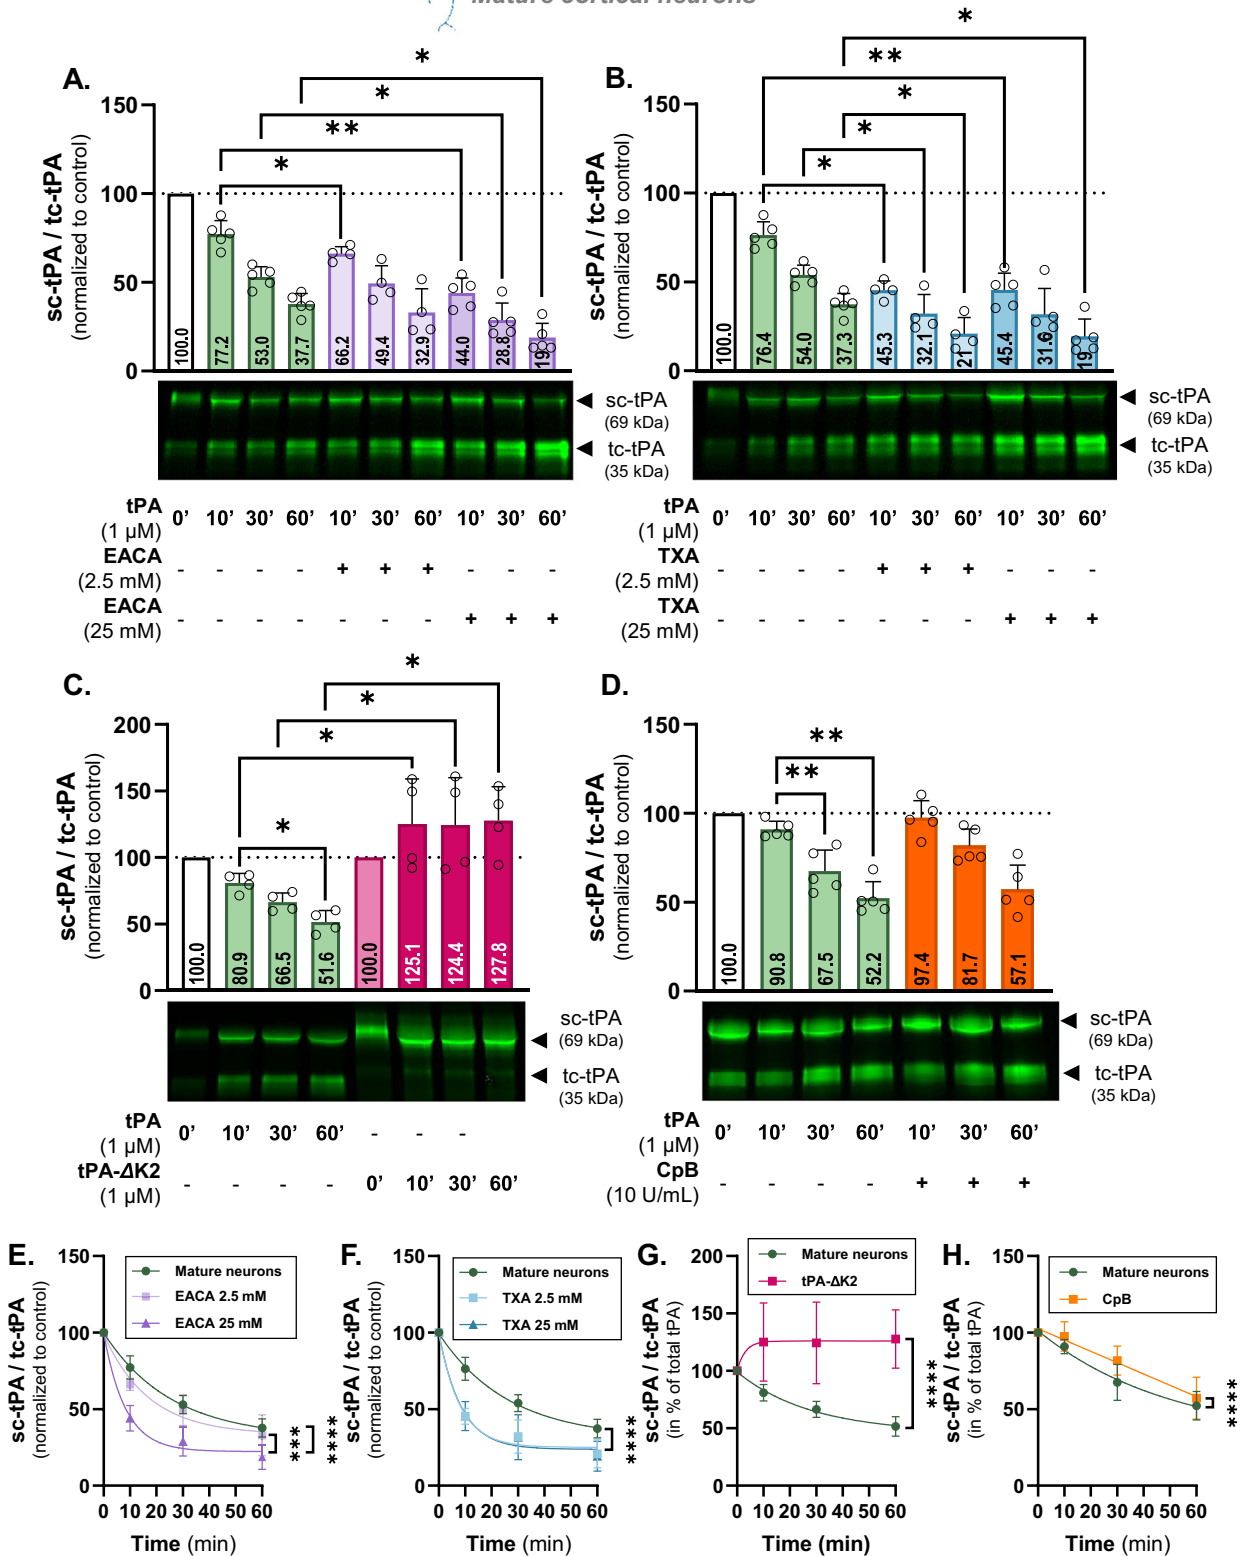 Mature cortical neurons
A.
sc-tPA / tc-tPA
(normalized to control)
150
100
50
0
*
*
**
*
100.0
77.2
53.0
37.7
66.2
49.4
32.9
44.0
28.8
sc-tPA
(69 kDa)
tc-tPA
(35 kDa)
tPA
(1 µM)
0' 10' 30' 60' 10' 30' 60' 10' 30' 60'
EACA
(2.5 mM)
- - - - + + + - - -
EACA
(25 mM)
- - - - - - - + + +
B.
sc-tPA / tc-tPA
(normalized to control)
150
100
50
0
*
**
*
*
*
100.0
76.4
54.0
37.3
45.3
32.1
21
45.4
31.6
19
sc-tPA
(69 kDa)
tc-tPA
(35 kDa)
tPA
(1 µM)
0' 10' 30' 60' 10' 30' 60' 10' 30' 60'
TXA
(2.5 mM)
- - - - + + + - - -
TXA
(25 mM)
- - - - - - - + + +
C.
sc-tPA / tc-tPA
(normalized to control)
200
150
100
50
0
*
*
*
*
100.0
80.9
66.5
51.6
100.0
125.1
124.4
127.8
sc-tPA
(69 kDa)
tc-tPA
(35 kDa)
tPA
(1 µM)
0' 10' 30' 60' - - -
tPA-ΔK2
(1 µM)
- - - - 0' 10' 30' 60'
D.
sc-tPA / tc-tPA
(normalized to control)
150
100
50
0
**
**
100.0
90.8
67.5
52.2
97.4
81.7
57.1
sc-tPA
(69 kDa)
tc-tPA
(35 kDa)
tPA
(1 µM)
0' 10' 30' 60' 10' 30' 60'
CpB
(10 U/mL)
- - - - + + +
E.
sc-tPA / tc-tPA
(normalized to control)
150
100
50
0
Mature neurons
EACA 2.5 mM
EACA 25 mM
***
****
0 10 20 30 40 50 60
Time (min)
F.
sc-tPA / tc-tPA
(normalized to control)
150
100
50
0
Mature neurons
TXA 2.5 mM
TXA 25 mM
****
0 10 20 30 40 50 60
Time (min)
G.
sc-tPA / tc-tPA
(in % of total tPA)
200
150
100
50
0
Mature neurons
tPA-ΔK2
****
0 10 20 30 40 50 60
Time (min)
H.
sc-tPA / tc-tPA
(in % of total tPA)
150
100
50
0
Mature neurons
CpB
****
0 10 20 30 40 50 60
Time (min)